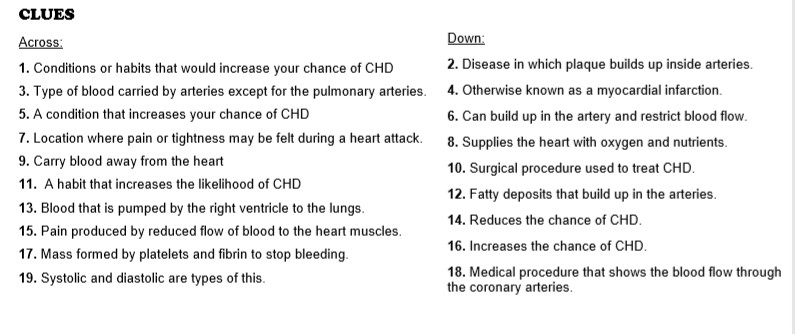 CLUES
Across:
1. Conditions or habits that would increase your chance of CHD
3. Type of blood carried by arteries except for the pulmonary arteries.
5. A condition that increases your chance of CHD
7. Location where pain or tightness may be felt during a heart attack.
9. Carry blood away from the heart
11. A habit that increases the likelihood of CHD
13. Blood that is pumped by the right ventricle to the lungs.
15. Pain produced by reduced flow of blood to the heart muscles.
17. Mass formed by platelets and fibrin to stop bleeding.
19. Systolic and diastolic are types of this.
Down:
2. Disease in which plaque builds up inside arteries.
4. Otherwise known as a myocardial infarction.
6. Can build up in the artery and restrict blood flow.
8. Supplies the heart with oxygen and nutrients.
10. Surgical procedure used to treat CHD.
12. Fatty deposits that build up in the arteries.
14. Reduces the chance of CHD.
16. Increases the chance of CHD.
18. Medical procedure that shows the blood flow through
the coronary arteries.